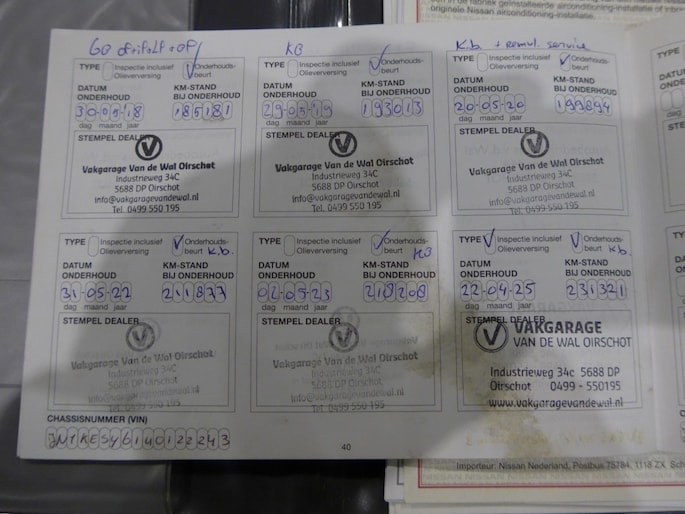 originele Nissan airconditioning-installatie.
KB
K.b. + remvl. service
TYPE Inspectie inclusief Olieverversing Onderhouds-beurt
DATUM ONDERHOUD KM-STAND BIJ ONDERHOUD
30-05-18 185181
dag maand jaar
STEMPEL DEALER
Vakgarage Van de Wal Oirschot
Industrieweg 34C
5688 DP Oirschot
info@vakgaragevandewal.nl
Tel. 0499 550 195
TYPE Inspectie inclusief Olieverversing Onderhouds-beurt
DATUM ONDERHOUD KM-STAND BIJ ONDERHOUD
29-05-19 193013
dag maand jaar
STEMPEL DEALER
Vakgarage Van de Wal Oirschot
Industrieweg 34C
5688 DP Oirschot
info@vakgaragevandewal.nl
Tel. 0499 550 195
TYPE Inspectie inclusief Olieverversing Onderhouds-beurt
DATUM ONDERHOUD KM-STAND BIJ ONDERHOUD
20-05-20 199894
dag maand jaar
STEMPEL DEALER
Vakgarage Van de Wal Oirschot
Industrieweg 34C
5688 DP Oirschot
info@vakgaragevandewal.nl
Tel. 0499 550 195
TYPE Inspectie inclusief Olieverversing Onderhouds-beurt k.b.
DATUM ONDERHOUD KM-STAND BIJ ONDERHOUD
31-05-22 211877
dag maand jaar
STEMPEL DEALER
Vakgarage Van de Wal Oirschot
Industrieweg 34C
5688 DP Oirschot
info@vakgaragevandewal.nl
Tel. 0499 550 195
TYPE Inspectie inclusief Olieverversing Onderhouds-beurt KB
DATUM ONDERHOUD KM-STAND BIJ ONDERHOUD
02-05-23 218208
dag maand jaar
STEMPEL DEALER
Vakgarage Van de Wal Oirschot
Industrieweg 34C
5688 DP Oirschot
info@vakgaragevandewal.nl
Tel. 0499 550 195
TYPE Inspectie inclusief Olieverversing Onderhouds-beurt k.b.
DATUM ONDERHOUD KM-STAND BIJ ONDERHOUD
22-04-25 231321
dag maand jaar
STEMPEL DEALER
VAKGARAGE
VAN DE WAL OIRSCHOT
Industrieweg 34c 5688 DP
Oirschot 0499 - 550195
www.vakgaragevandewal.nl
CHASSISNUMMER (VIN)
JN1KESY61U0122243
40
Importeur: Nissan Nederland, Postbus 75784, 1118 ZX